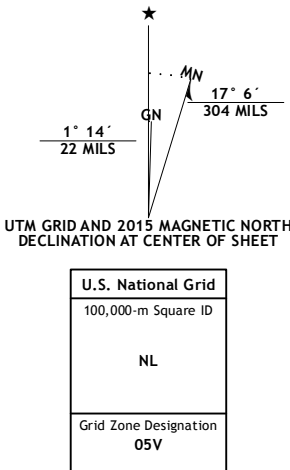 ★
MN
GN
17° 6´
304 MILS
1° 14´
22 MILS
UTM GRID AND 2015 MAGNETIC NORTH
DECLINATION AT CENTER OF SHEET
U.S. National Grid
100,000-m Square ID
NL
Grid Zone Designation
05V